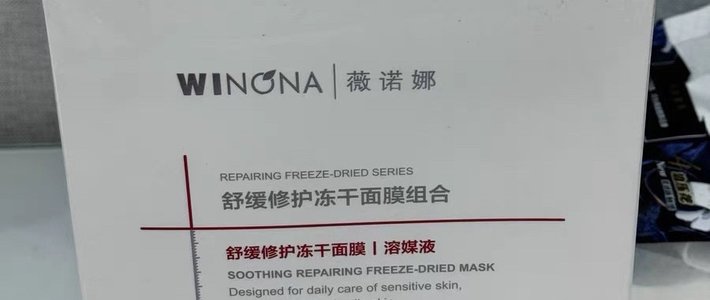 WINONA | 薇诺娜
REPAIRING FREEZE-DRIED SERIES
舒缓修护冻干面膜组合
舒缓修护冻干面膜 | 溶媒液
SOOTHING REPAIRING FREEZE-DRIED MASK
Designed for daily care of sensitive skin,